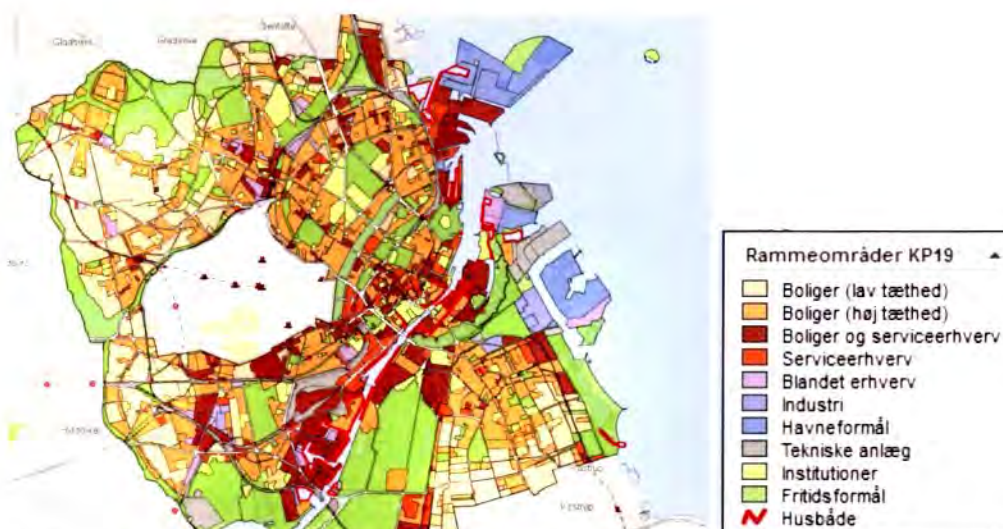 Rammeområder KP19
Boliger (lav tæthed)
Boliger (høj tæthed)
Boliger og serviceerhverv
Serviceerhverv
Blandet erhverv
Industri
Havneformål
Tekniske anlæg
Institutioner
Fritidsformål
Husbåde